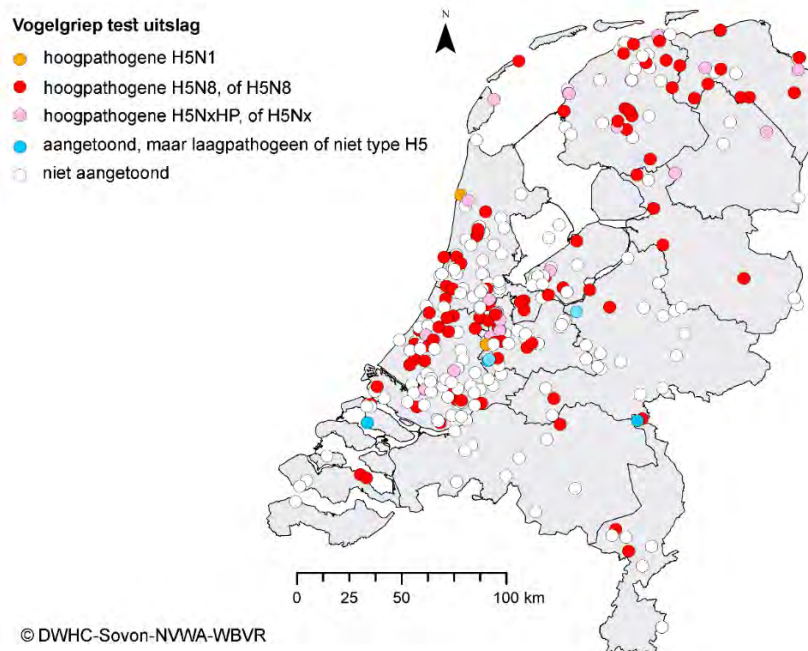 Vogelgriep test uitslag
hoogpathogene H5N1
hoogpathogene H5N8, of H5N8
hoogpathogene H5NxHP, of H5Nx
aangetoond, maar laagpathogeen of niet type H5
niet aangetoond
N
0 25 50 100 km
© DWHC-Sovon-NVWA-WBVR